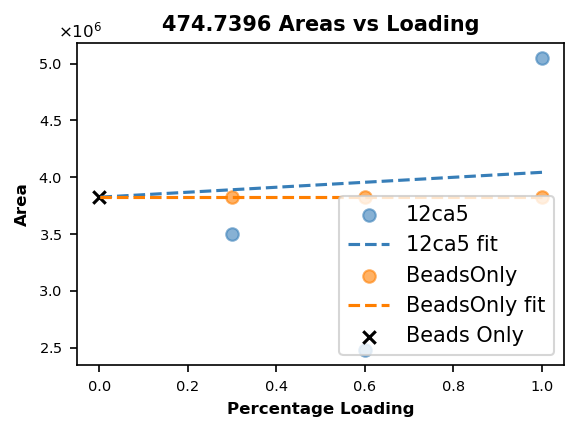 474.7396 Areas vs Loading
×10⁶
5.0
4.5
4.0
3.5
3.0
2.5
Area
12ca5
12ca5 fit
BeadsOnly
BeadsOnly fit
Beads Only
0.0 0.2 0.4 0.6 0.8 1.0
Percentage Loading